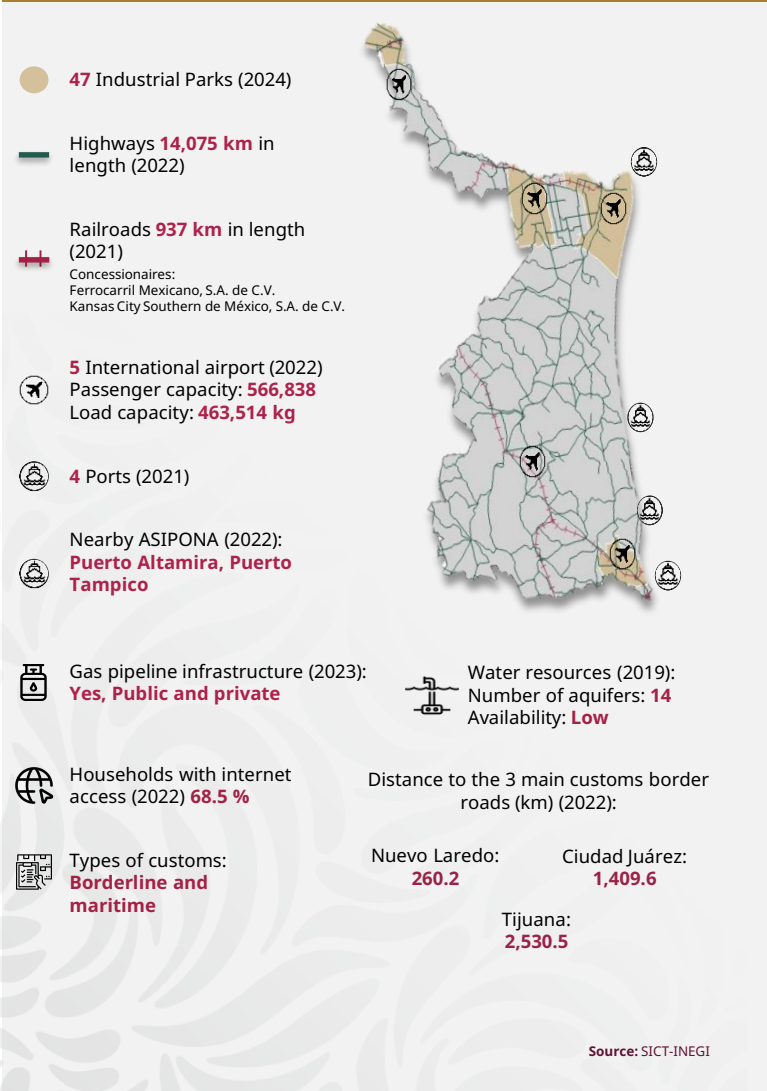 47 Industrial Parks (2024)
Highways 14,075 km in
length (2022)
Railroads 937 km in length
(2021)
Concessionaires:
Ferrocarril Mexicano, S.A. de C.V.
Kansas City Southern de México, S.A. de C.V.
5 International airport (2022)
Passenger capacity: 566,838
Load capacity: 463,514 kg
4 Ports (2021)
Nearby ASIPONA (2022):
Puerto Altamira, Puerto
Tampico
Gas pipeline infrastructure (2023):
Yes, Public and private
Water resources (2019):
Number of aquifers: 14
Availability: Low
Households with internet
access (2022) 68.5 %
Types of customs:
Borderline and
maritime
Distance to the 3 main customs border
roads (km) (2022):
Nuevo Laredo:
260.2
Ciudad Juárez:
1,409.6
Tijuana:
2,530.5
Source: SICT-INEGI